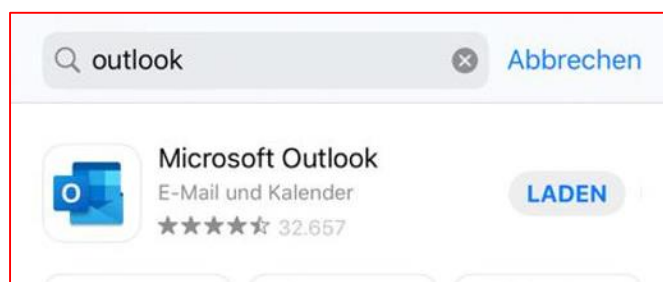 outlook
Abbrechen
Microsoft Outlook
E-Mail und Kalender
LADEN
32.657